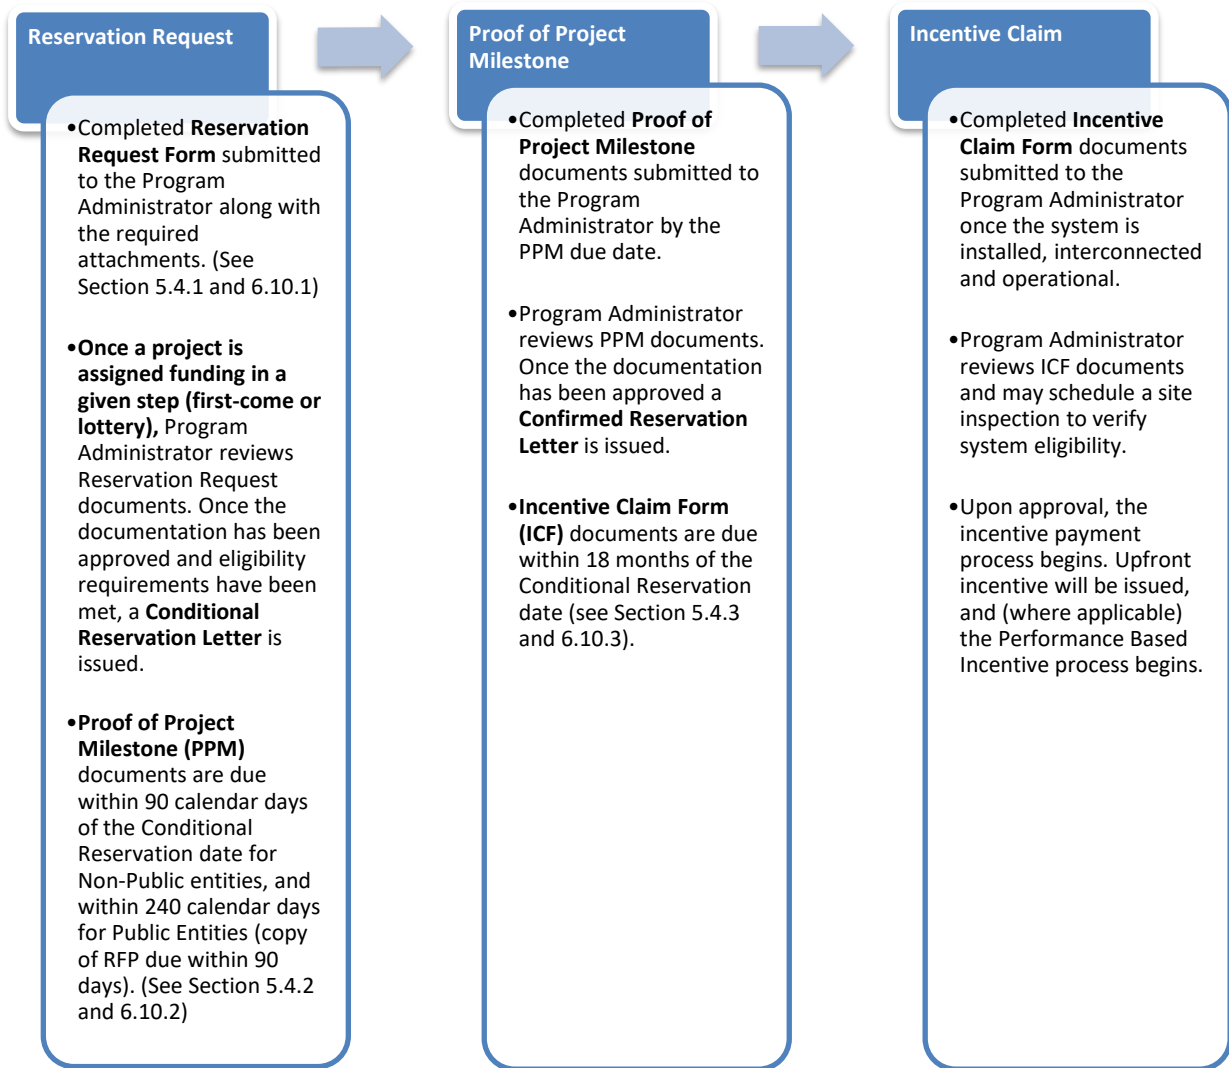 Reservation Request
•Completed Reservation
Request Form submitted
to the Program
Administrator along with
the required
attachments. (See
Section 5.4.1 and 6.10.1)
•Once a project is
assigned funding in a
given step (first-come or
lottery), Program
Administrator reviews
Reservation Request
documents. Once the
documentation has been
approved and eligibility
requirements have been
met, a Conditional
Reservation Letter is
issued.
•Proof of Project
Milestone (PPM)
documents are due
within 90 calendar days
of the Conditional
Reservation date for
Non-Public entities, and
within 240 calendar days
for Public Entities (copy
of RFP due within 90
days). (See Section 5.4.2
and 6.10.2)
Proof of Project
Milestone
•Completed Proof of
Project Milestone
documents submitted to
the Program
Administrator by the
PPM due date.
•Program Administrator
reviews PPM documents.
Once the documentation
has been approved a
Confirmed Reservation
Letter is issued.
•Incentive Claim Form
(ICF) documents are due
within 18 months of the
Conditional Reservation
date (see Section 5.4.3
and 6.10.3).
Incentive Claim
•Completed Incentive
Claim Form documents
submitted to the
Program Administrator
once the system is
installed, interconnected
and operational.
•Program Administrator
reviews ICF documents
and may schedule a site
inspection to verify
system eligibility.
•Upon approval, the
incentive payment
process begins. Upfront
incentive will be issued,
and (where applicable)
the Performance Based
Incentive process begins.